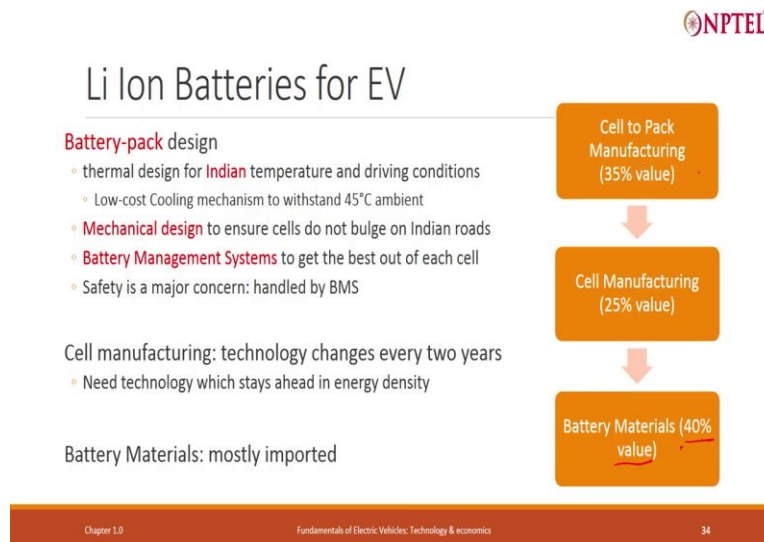 NPTEL
Li Ion Batteries for EV
Battery-pack design
thermal design for Indian temperature and driving conditions
Low-cost Cooling mechanism to withstand 45°C ambient
Mechanical design to ensure cells do not bulge on Indian roads
Battery Management Systems to get the best out of each cell
Safety is a major concern: handled by BMS
Cell manufacturing: technology changes every two years
Need technology which stays ahead in energy density
Battery Materials: mostly imported
Cell to Pack
Manufacturing
(35% value)
Cell Manufacturing
(25% value)
Battery Materials (40%
value)
Chapter 1.0
Fundamentals of Electric Vehicles: Technology & economics
34